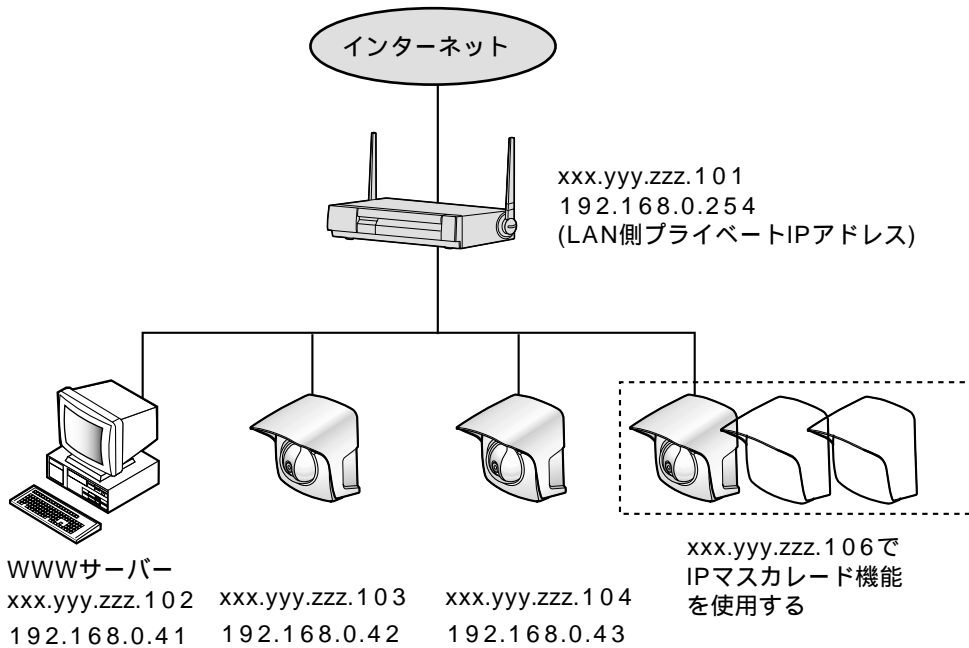 インターネット
xxx.yyy.zzz.101
192.168.0.254
(LAN側プライベートIPアドレス)
WWWサーバー
xxx.yyy.zzz.102
192.168.0.41
xxx.yyy.zzz.103
192.168.0.42
xxx.yyy.zzz.104
192.168.0.43
xxx.yyy.zzz.106で
IPマスカレード機能
を使用する